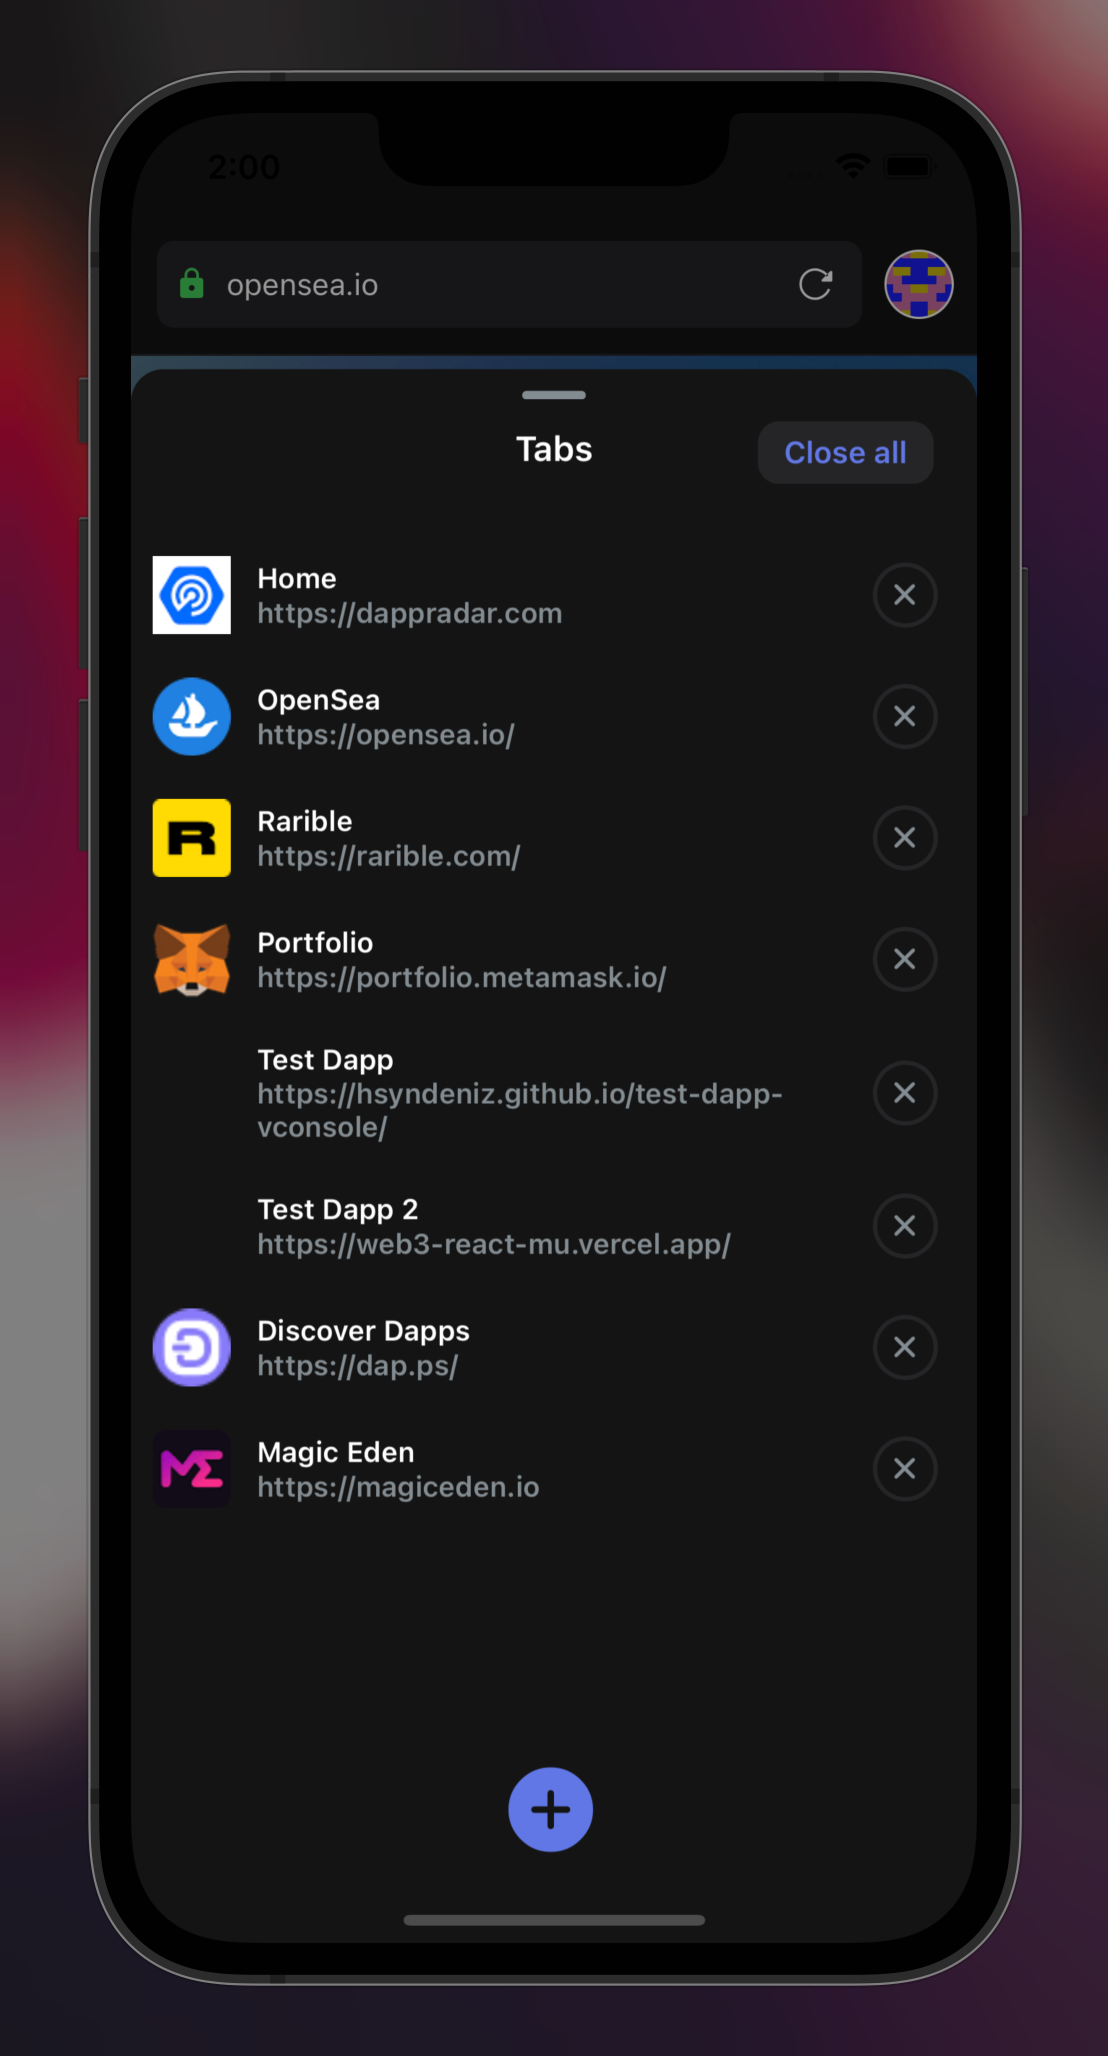 2:00
opensea.io
Tabs
Close all
Home
https://dappradar.com
OpenSea
https://opensea.io/
Rarible
https://rarible.com/
Portfolio
https://portfolio.metamask.io/
Test Dapp
https://hsyndeniz.github.io/test-dapp-
vconsole/
Test Dapp 2
https://web3-react-mu.vercel.app/
Discover Dapps
https://dap.ps/
Magic Eden
https://magiceden.io